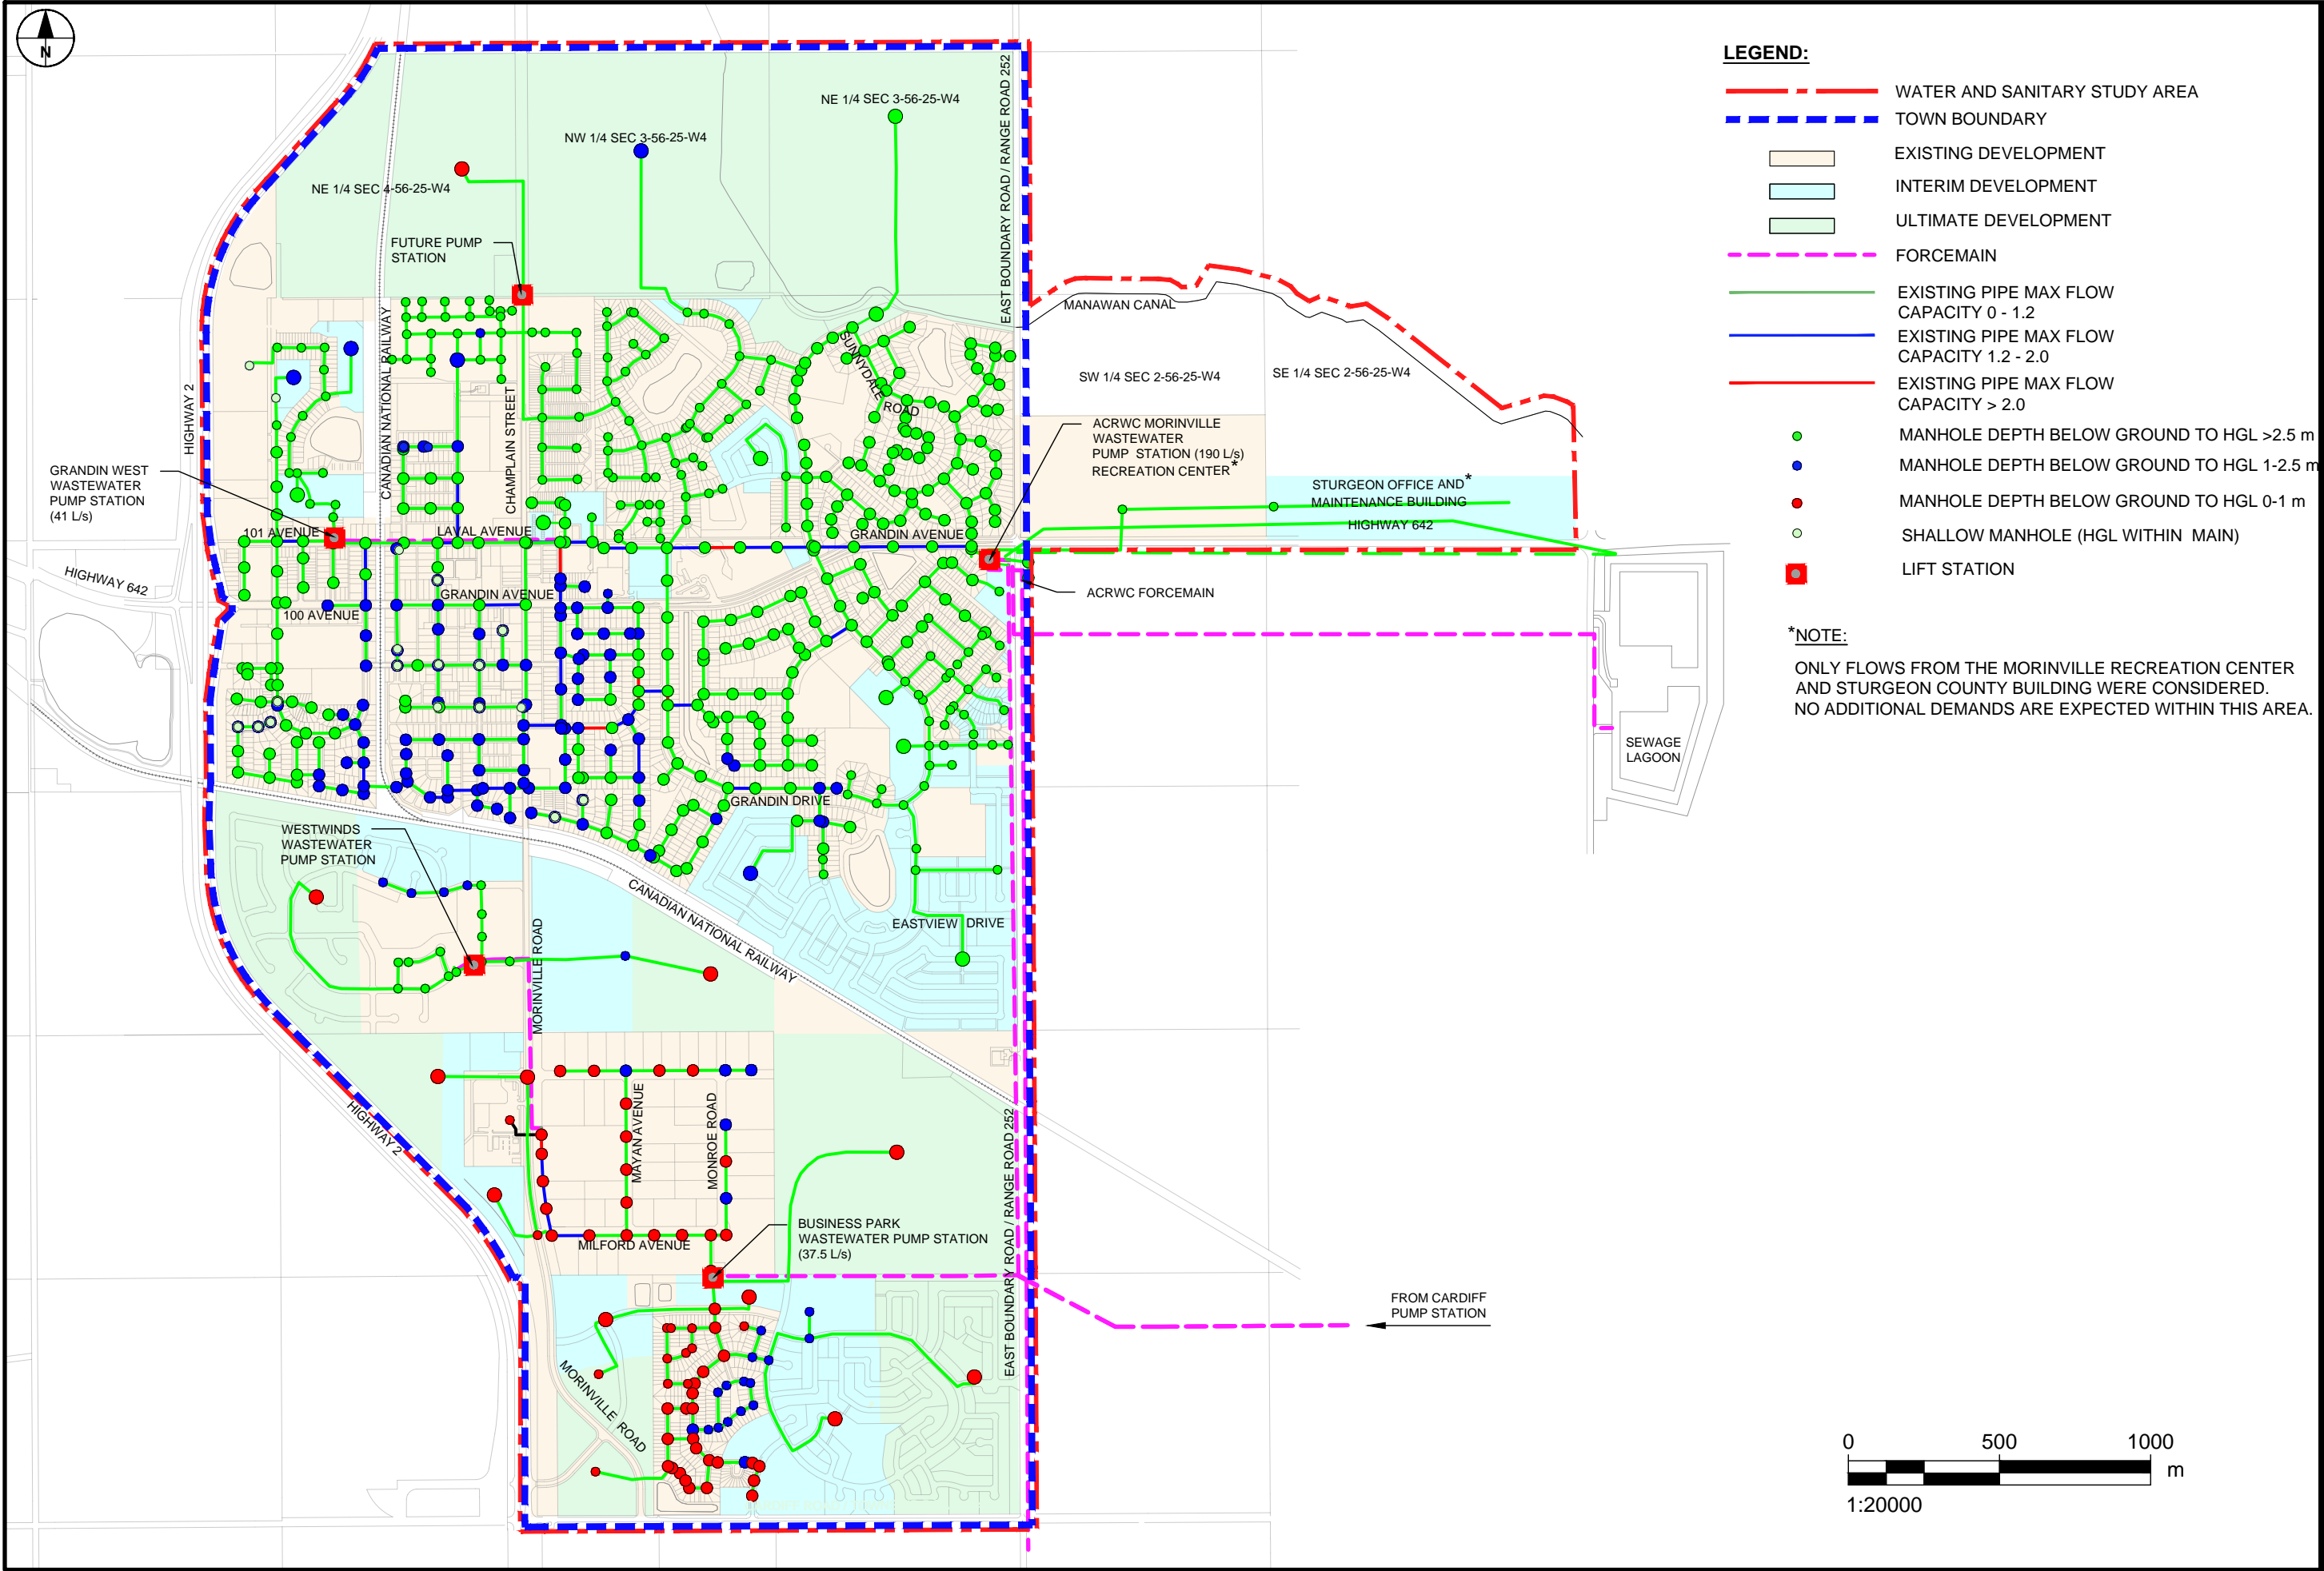 N
LEGEND:
WATER AND SANITARY STUDY AREA
TOWN BOUNDARY
EXISTING DEVELOPMENT
INTERIM DEVELOPMENT
ULTIMATE DEVELOPMENT
FORCEMAIN
EXISTING PIPE MAX FLOW
CAPACITY 0 - 1.2
EXISTING PIPE MAX FLOW
CAPACITY 1.2 - 2.0
EXISTING PIPE MAX FLOW
CAPACITY > 2.0
MANHOLE DEPTH BELOW GROUND TO HGL >2.5 m
MANHOLE DEPTH BELOW GROUND TO HGL 1-2.5 m
MANHOLE DEPTH BELOW GROUND TO HGL 0-1 m
SHALLOW MANHOLE (HGL WITHIN MAIN)
LIFT STATION
*NOTE:
ONLY FLOWS FROM THE MORINVILLE RECREATION CENTER
AND STURGEON COUNTY BUILDING WERE CONSIDERED.
NO ADDITIONAL DEMANDS ARE EXPECTED WITHIN THIS AREA.
NE 1/4 SEC 3-56-25-W4
NW 1/4 SEC 3-56-25-W4
NE 1/4 SEC 4-56-25-W4
EAST BOUNDARY ROAD / RANGE ROAD 252
FUTURE PUMP
STATION
MANAWAN CANAL
CANADIAN NATIONAL RAILWAY
HIGHWAY 2
CHAMPLAIN STREET
SUNNYDALE ROAD
SW 1/4 SEC 2-56-25-W4
SE 1/4 SEC 2-56-25-W4
ACRWC MORINVILLE
WASTEWATER
PUMP STATION (190 L/s)
RECREATION CENTER*
GRANDIN WEST
WASTEWATER
PUMP STATION
(41 L/s)
STURGEON OFFICE AND*
MAINTENANCE BUILDING
HIGHWAY 642
101 AVENUE
LAVAL AVENUE
GRANDIN AVENUE
HIGHWAY 642
GRANDIN AVENUE
100 AVENUE
ACRWC FORCEMAIN
SEWAGE
LAGOON
GRANDIN DRIVE
WESTWINDS
WASTEWATER
PUMP STATION
CANADIAN NATIONAL RAILWAY
EASTVIEW DRIVE
MORINVILLE ROAD
HIGHWAY 2
MAYAN AVENUE
MONROE ROAD
EAST BOUNDARY ROAD / RANGE ROAD 252
MILFORD AVENUE
BUSINESS PARK
WASTEWATER PUMP STATION
(37.5 L/s)
FROM CARDIFF
PUMP STATION
MORINVILLE ROAD
0 500 1000
m
1:20000